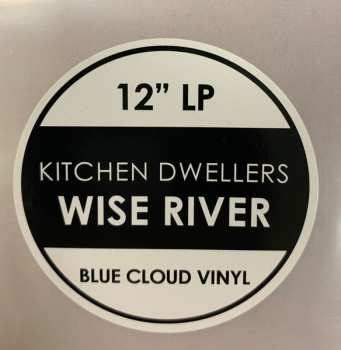 12” LP
KITCHEN DWELLERS
WISE RIVER
BLUE CLOUD VINYL